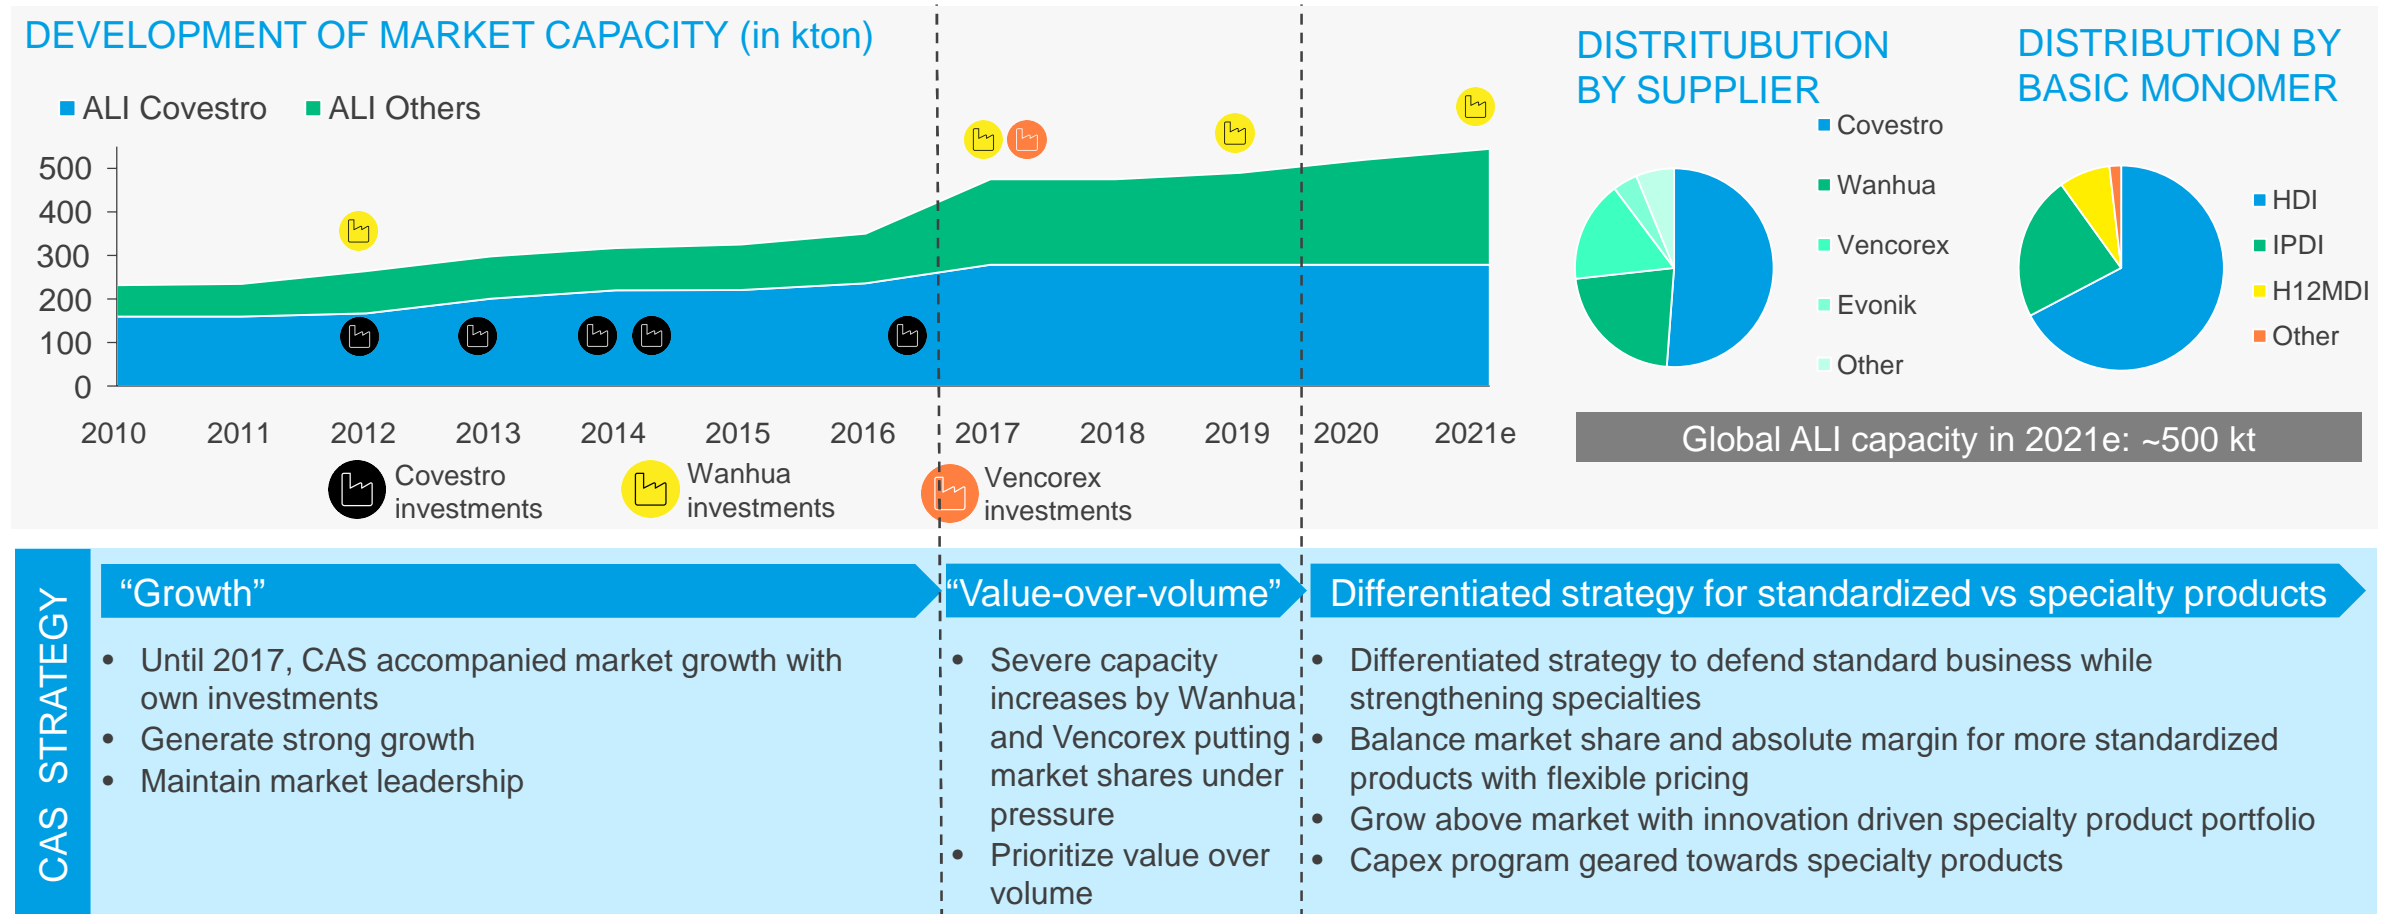 DEVELOPMENT OF MARKET CAPACITY (in kton)
ALI Covestro
ALI Others
500
400
300
200
100
0
2010
2011
2012
2013
2014
2015
2016
2017
2018
2019
2020
2021e
Covestro
investments
Wanhua
investments
Vencorex
investments
DISTRITUBUTION
BY SUPPLIER
Covestro
Wanhua
Vencorex
Evonik
Other
DISTRIBUTION BY
BASIC MONOMER
HDI
IPDI
H12MDI
Other
Global ALI capacity in 2021e: ~500 kt
CAS STRATEGY
“Growth”
• Until 2017, CAS accompanied market growth with
own investments
• Generate strong growth
• Maintain market leadership
“Value-over-volume”
• Severe capacity
increases by Wanhua
and Vencorex putting
market shares under
pressure
• Prioritize value over
volume
Differentiated strategy for standardized vs specialty products
• Differentiated strategy to defend standard business while
strengthening specialties
• Balance market share and absolute margin for more standardized
products with flexible pricing
• Grow above market with innovation driven specialty product portfolio
• Capex program geared towards specialty products